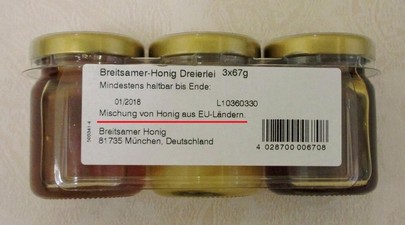 Breitsamer-Honig Dreierlei 3x67g
Mindestens haltbar bis Ende:
01/2018 L10360330
Mischung von Honig aus EU-Ländern.
Breitsamer Honig
81735 München, Deutschland
4 028700 006708